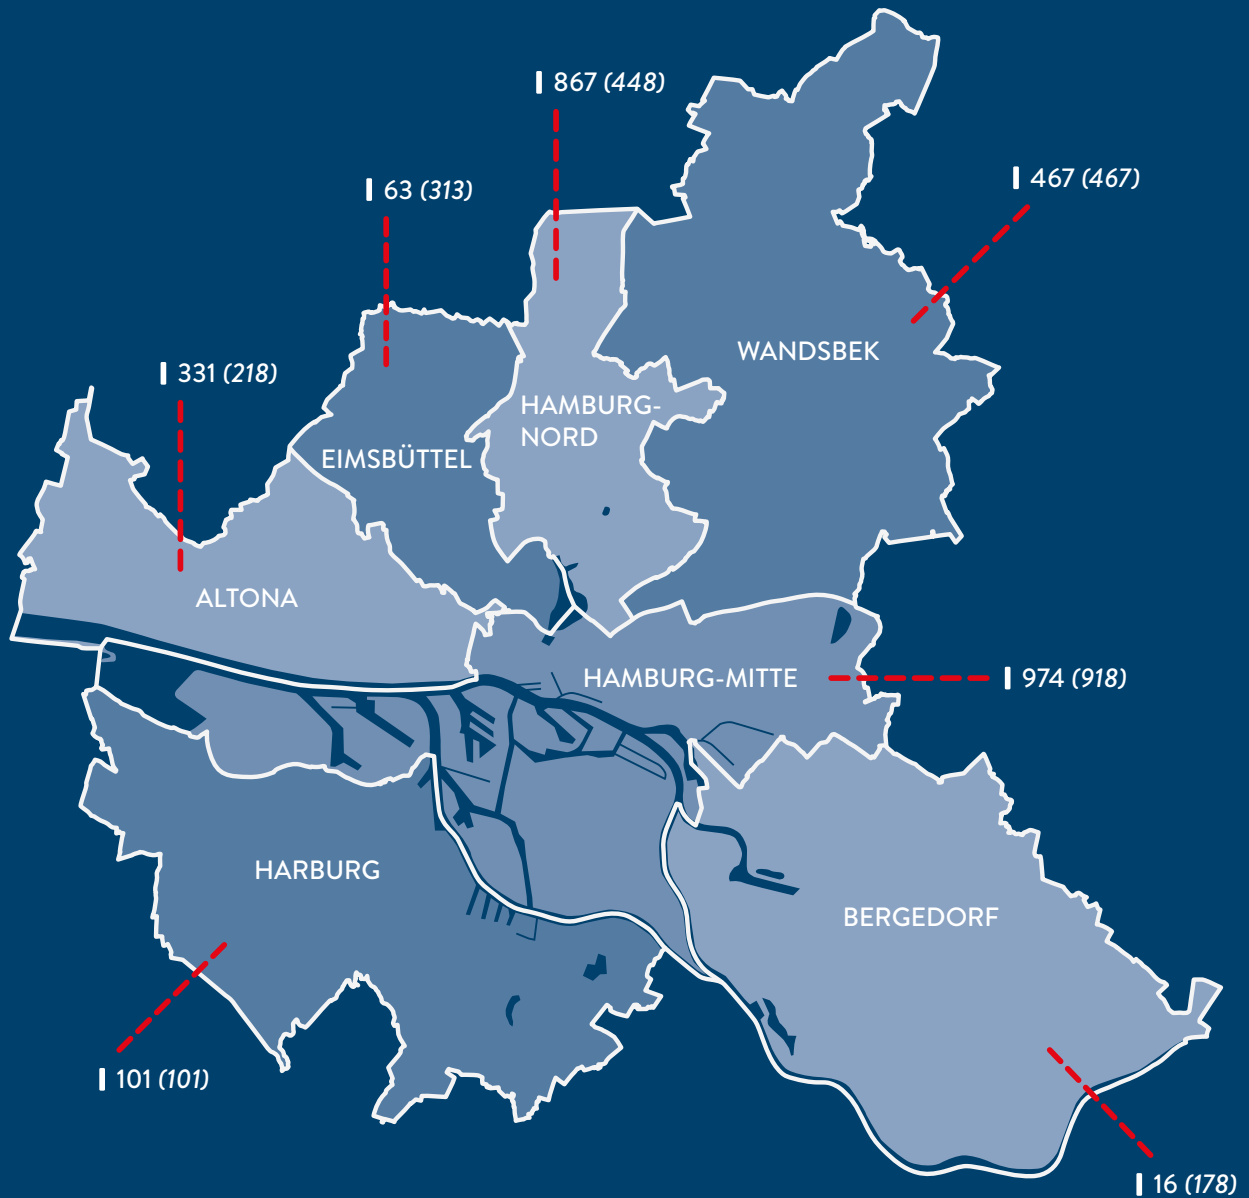 867 (448)
467 (467)
63 (313)
331 (218)
WANDSBEK
HAMBURG-
NORD
EIMSBÜTTEL
ALTONA
HAMBURG-MITTE
974 (918)
HARBURG
BERGEDORF
101 (101)
16 (178)